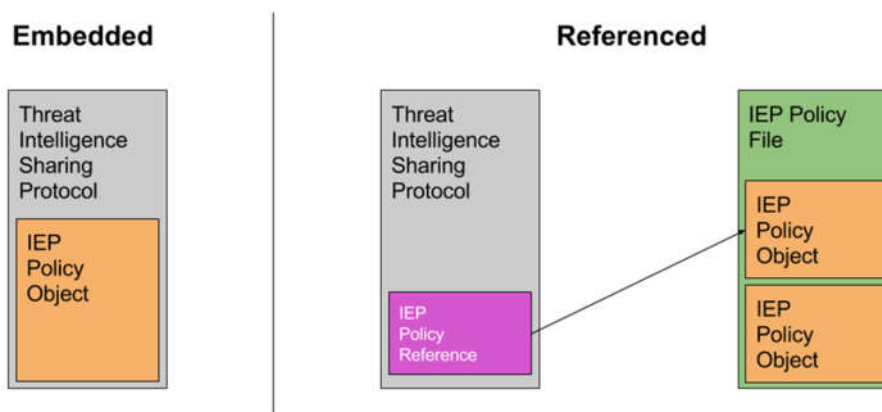 Embedded
Referenced
Threat
Intelligence
Sharing
Protocol
IEP
Policy
Object
Threat
Intelligence
Sharing
Protocol
IEP
Policy
Reference
IEP Policy
File
IEP
Policy
Object
IEP
Policy
Object